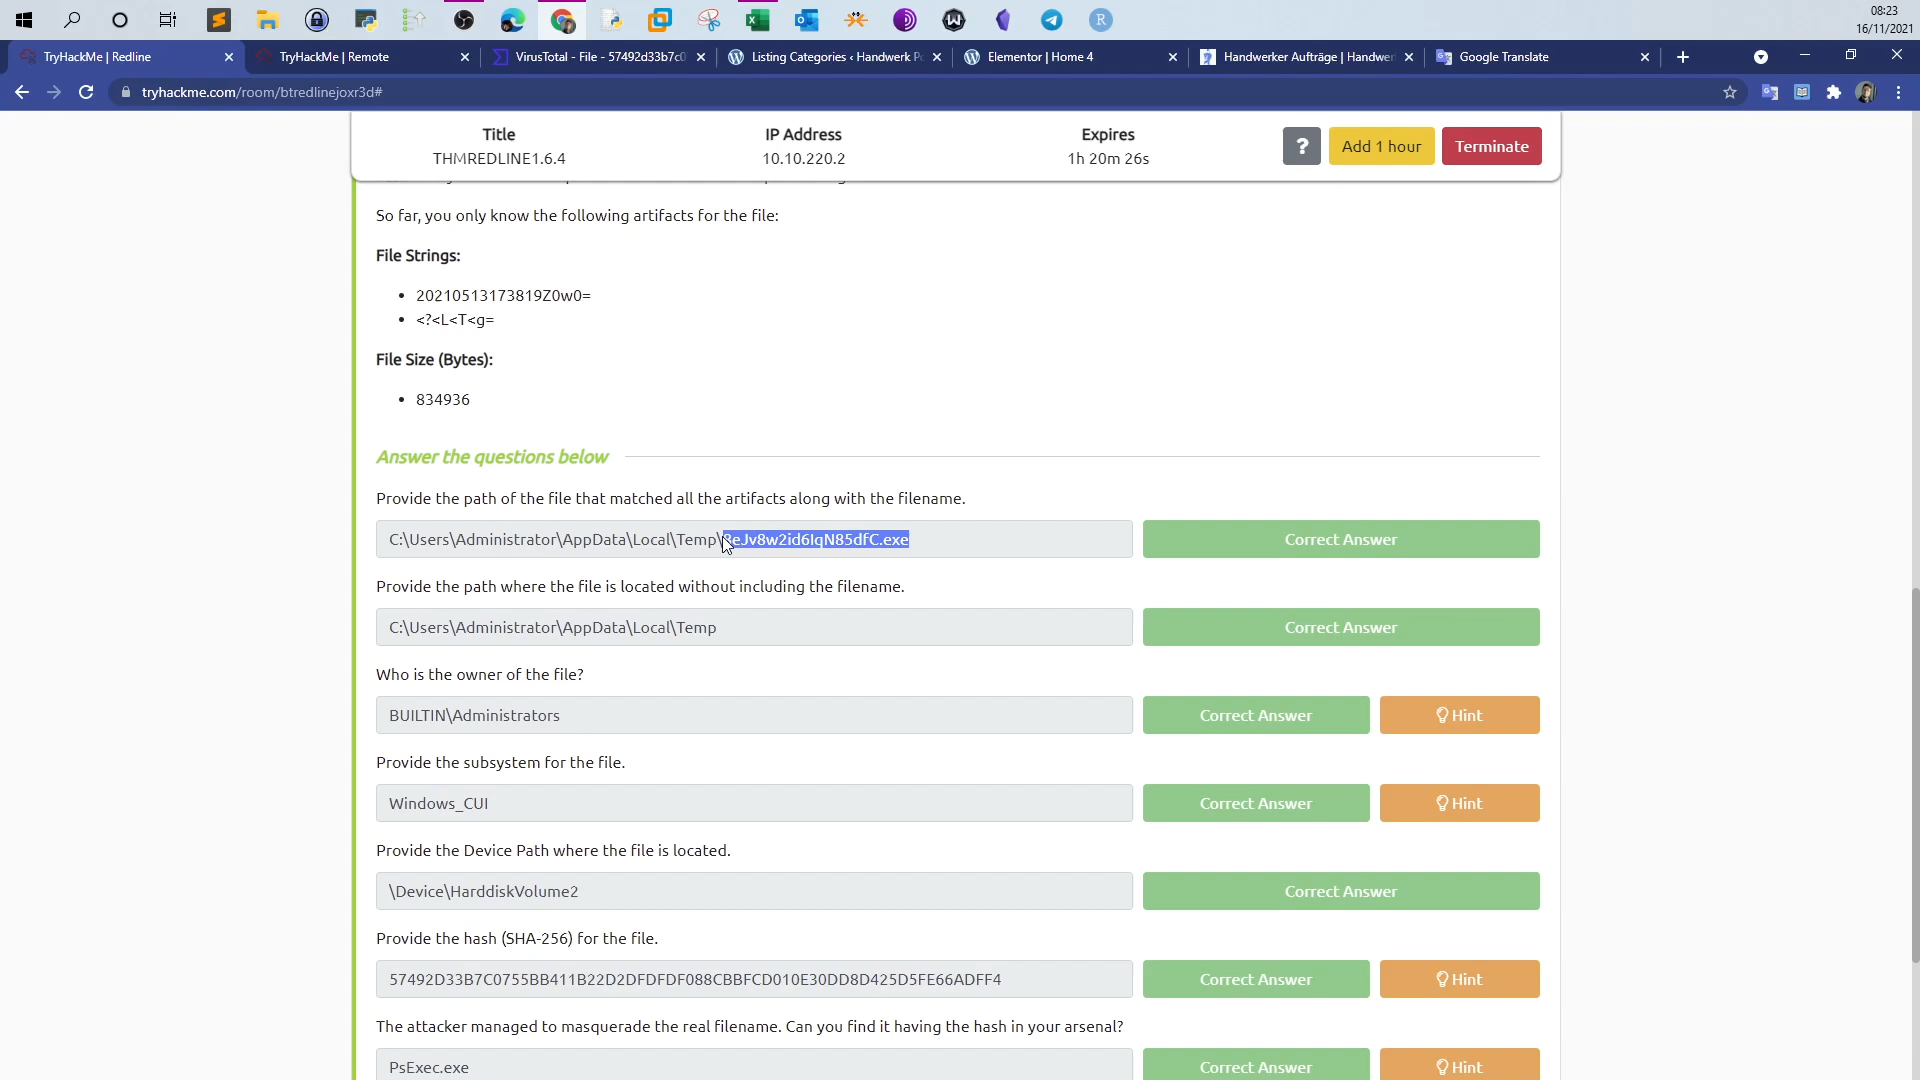 08:23
16/11/2021
TryHackMe | Redline
TryHackMe | Remote
VirusTotal - File - 57492d33b7c0
Listing Categories ‹ Handwerk Po
Elementor | Home 4
Handwerker Aufträge | Handwer
Google Translate
tryhackme.com/room/btredlinejoxr3d#
Title
IP Address
Expires
THMREDLINE1.6.4
10.10.220.2
1h 20m 26s
?
Add 1 hour
Terminate
So far, you only know the following artifacts for the file:
File Strings:
20210513173819Z0w0=
<?<L<T<g=
File Size (Bytes):
834936
Answer the questions below
Provide the path of the file that matched all the artifacts along with the filename.
C:\Users\Administrator\AppData\Local\Temp\8eJv8w2id6IqN85dfC.exe
Correct Answer
Provide the path where the file is located without including the filename.
C:\Users\Administrator\AppData\Local\Temp
Correct Answer
Who is the owner of the file?
BUILTIN\Administrators
Correct Answer
Hint
Provide the subsystem for the file.
Windows_CUI
Correct Answer
Hint
Provide the Device Path where the file is located.
\Device\HarddiskVolume2
Correct Answer
Provide the hash (SHA-256) for the file.
57492D33B7C0755BB411B22D2DFDFDF088CBBFCD010E30DD8D425D5FE66ADFF4
Correct Answer
Hint
The attacker managed to masquerade the real filename. Can you find it having the hash in your arsenal?
PsExec.exe
Correct Answer
Hint